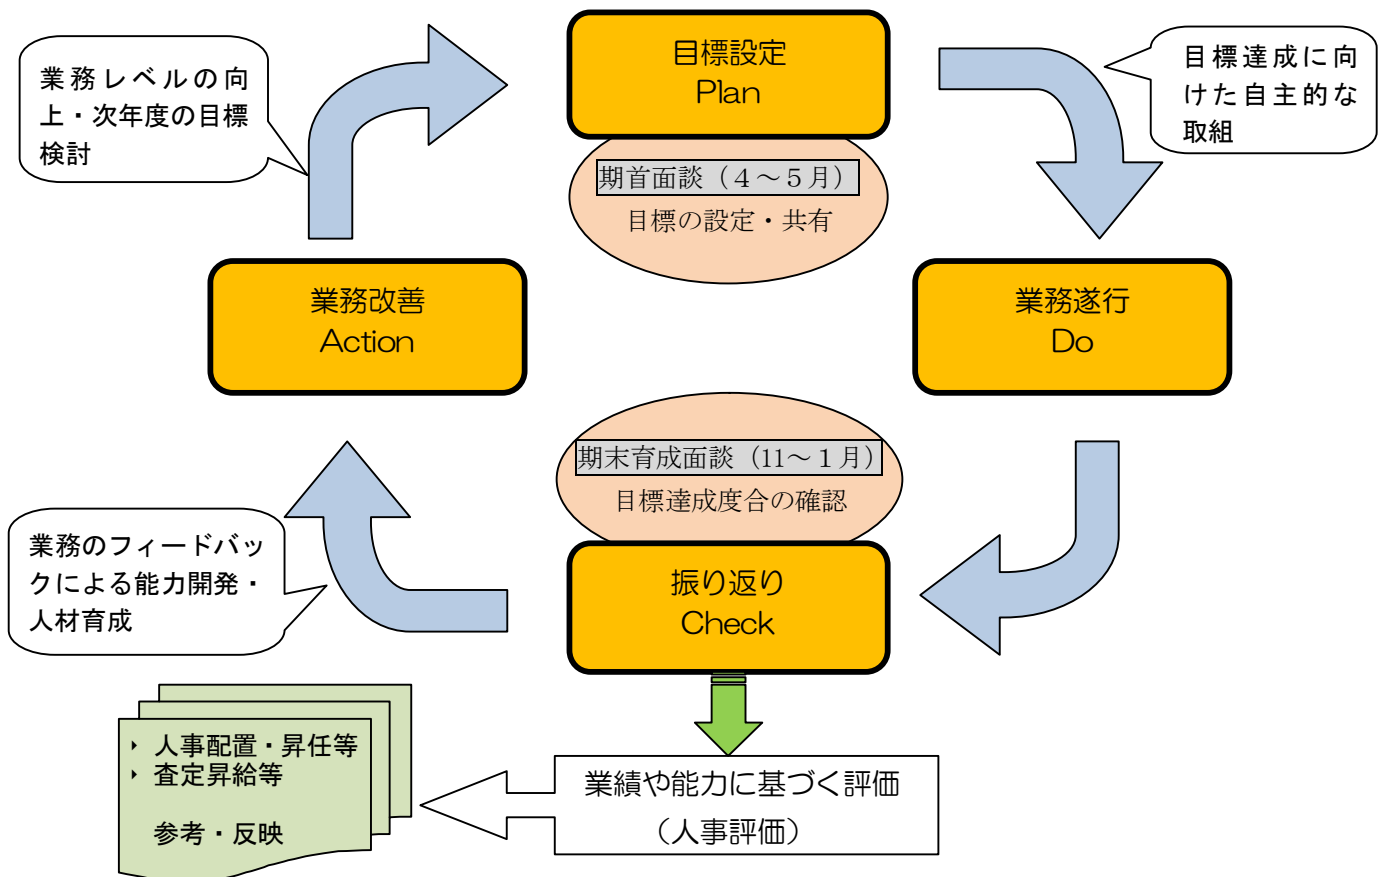 目標設定
Plan
期首面談（４～５月）
目標の設定・共有
目標達成に向
けた自主的な
取組
業務遂行
Do
期末育成面談（11～１月）
目標達成度合の確認
振り返り
Check
業務のフィードバッ
クによる能力開発・
人材育成
業務改善
Action
業務レベルの向
上・次年度の目標
検討
業績や能力に基づく評価
（人事評価）
‣ 人事配置・昇任等
‣ 査定昇給等
参考・反映